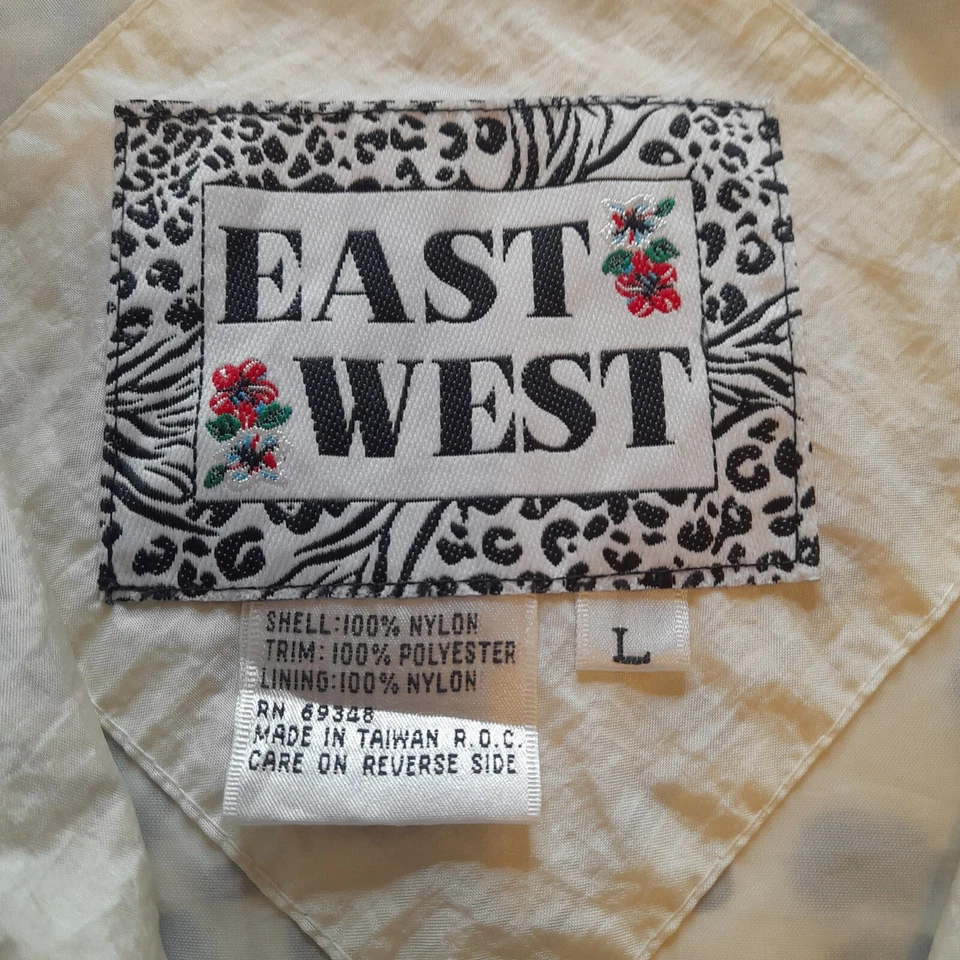 EAST
WEST
SHELL:100% NYLON
TRIM: 100% POLYESTER
LINING:100% NYLON
RN 69348
MADE IN TAIWAN R.O.C.
CARE ON REVERSE SIDE
L